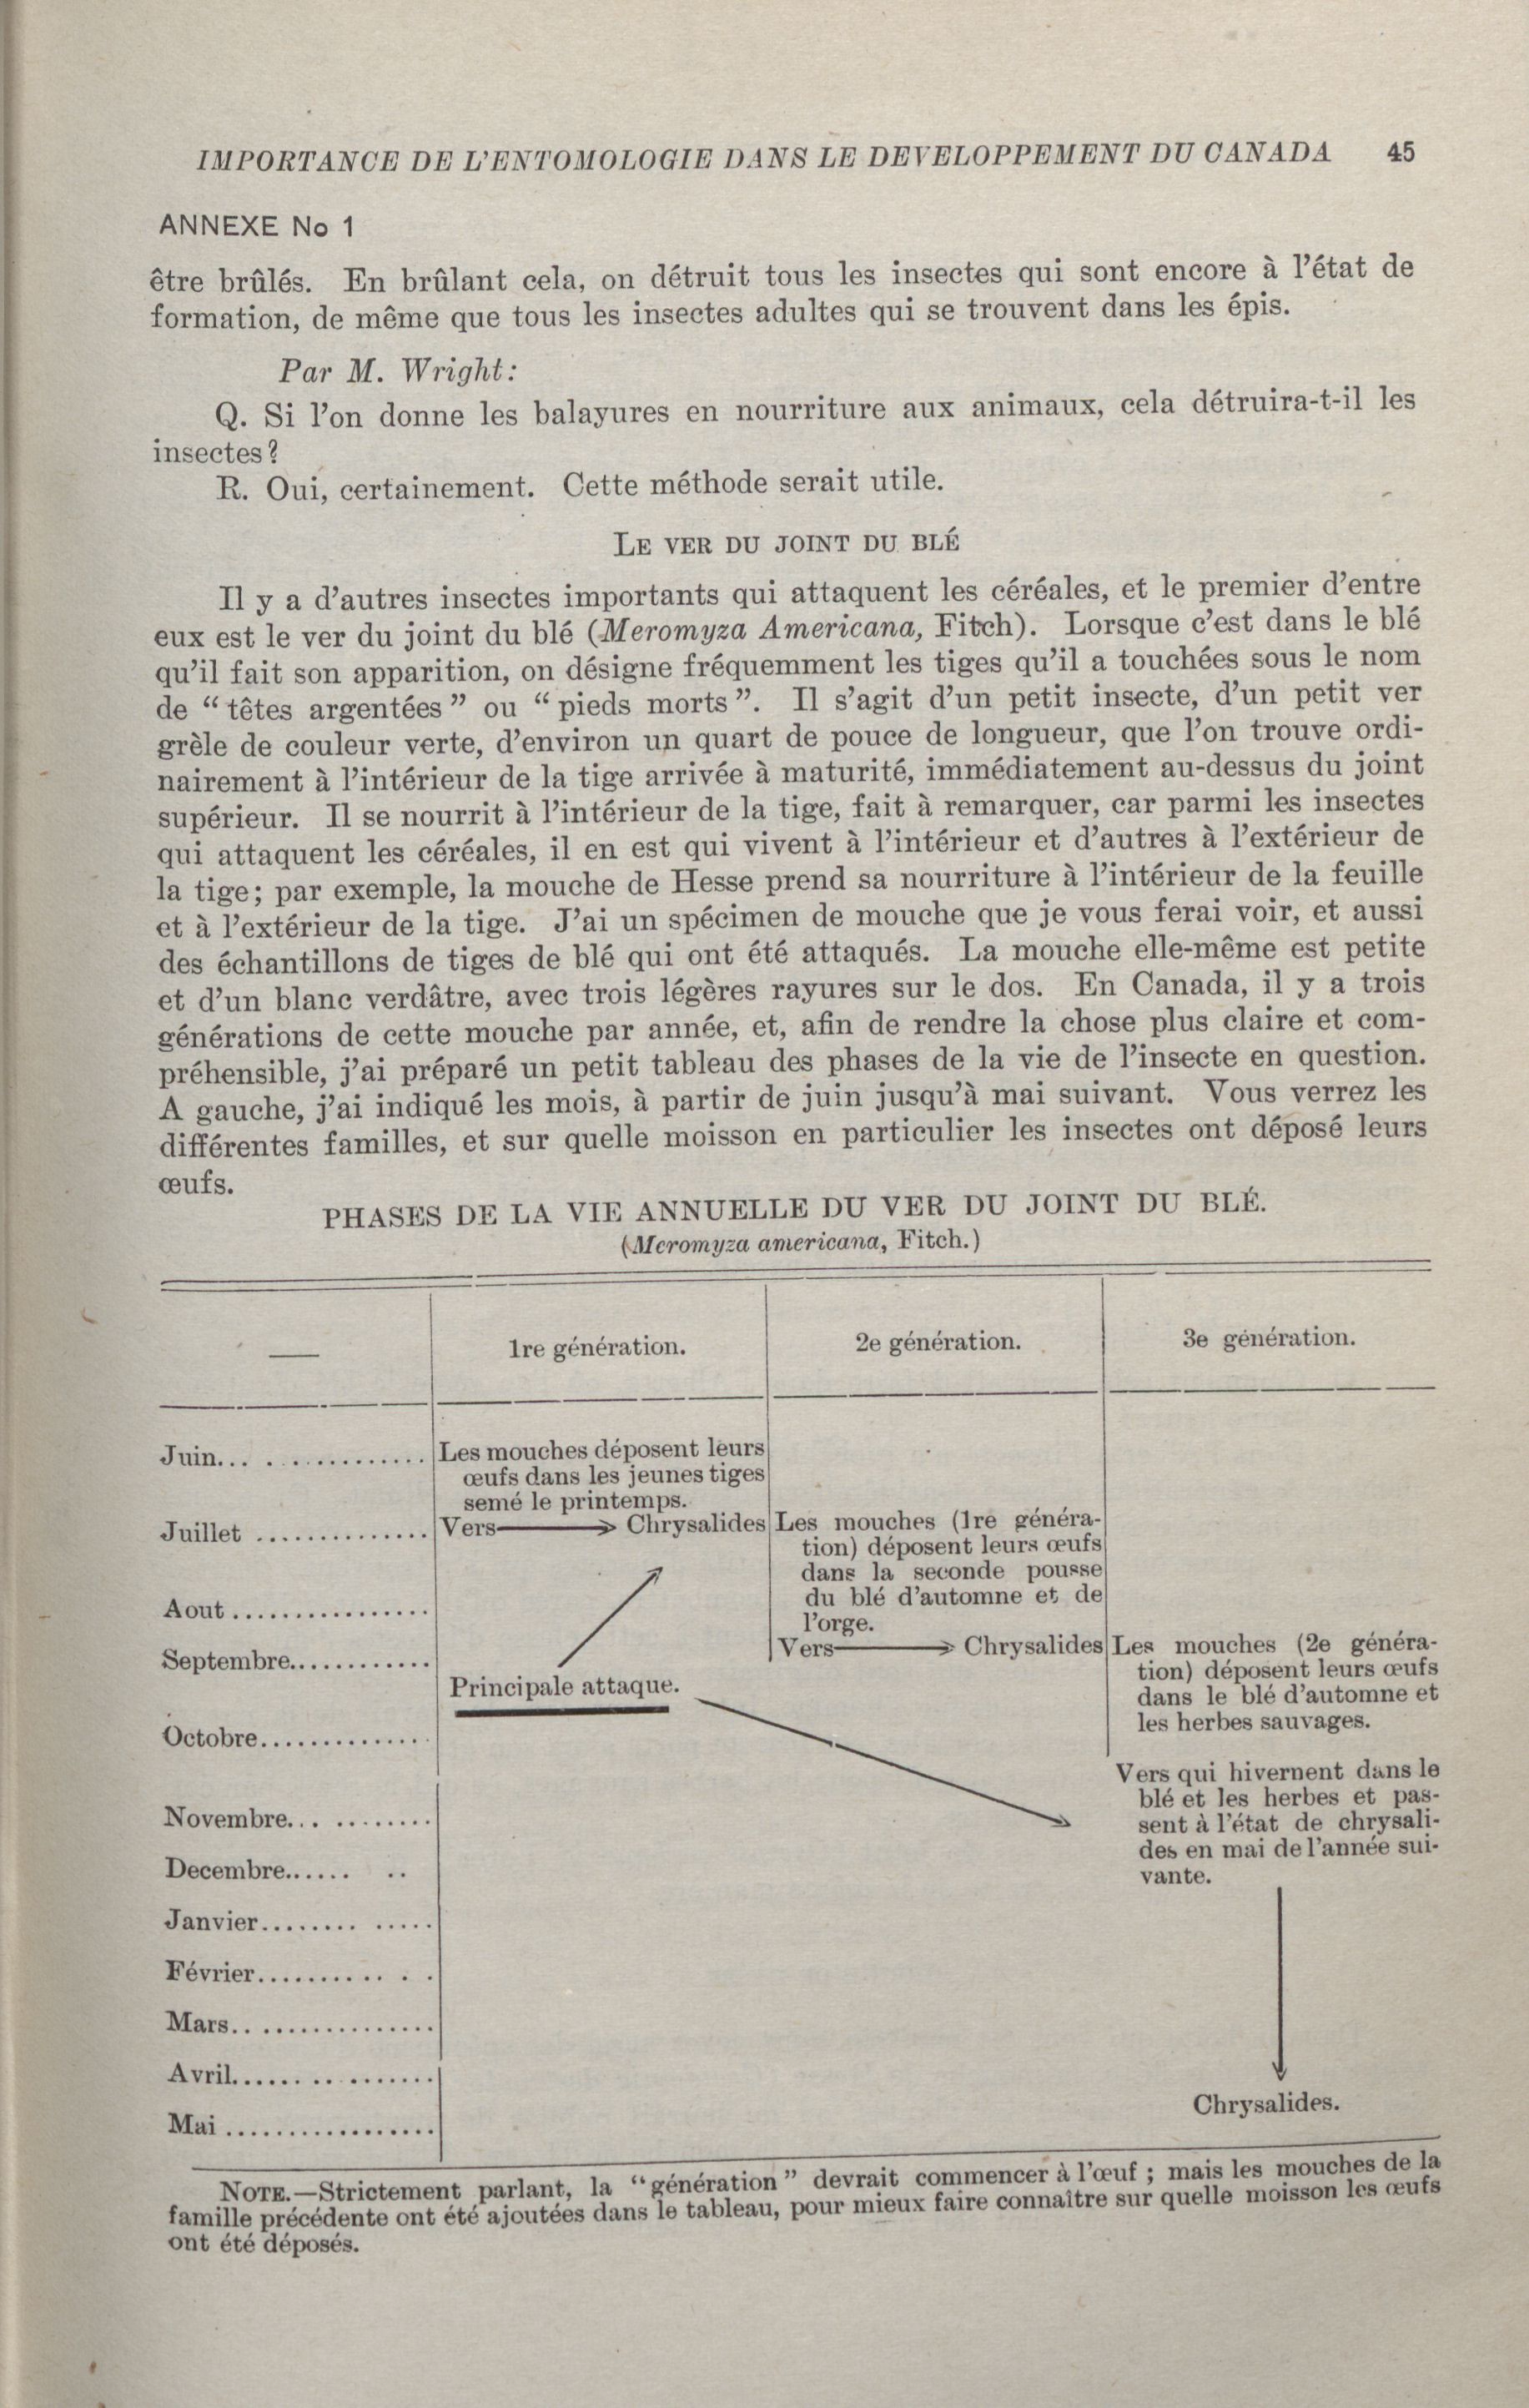 IMPORTANCE DE L'ENTOMOLOGIE DANS LE DEVELOPPEMENT DU CANADA 45
ANNEXE No 1
être brûlés. En brûlant cela, on détruit tous les insectes qui sont encore à l'état de
formation, de même que tous les insectes adultes qui se trouvent dans les épis.
Par M. Wright:
Q. Si l'on donne les balayures en nourriture aux animaux, cela détruira-t-il les
insectes?
R. Oui, certainement. Cette méthode serait utile.
LE VER DU JOINT DU BLÉ
Il y a d'autres insectes importants qui attaquent les céréales, et le premier d'entre
eux est le ver du joint du blé (Meromyza Americana, Fitch). Lorsque c'est dans le blé
qu'il fait son apparition, on désigne fréquemment les tiges qu'il a touchées sous le nom
de "têtes argentées" ou "pieds morts". Il s'agit d'un petit insecte, d'un petit ver
grèle de couleur verte, d'environ un quart de pouce de longueur, que l'on trouve ordi-
nairement à l'intérieur de la tige arrivée à maturité, immédiatement au-dessus du joint
supérieur. Il se nourrit à l'intérieur de la tige, fait à remarquer, car parmi les insectes
qui attaquent les céréales, il en est qui vivent à l'intérieur et d'autres à l'extérieur de
la tige; par exemple, la mouche de Hesse prend sa nourriture à l'intérieur de la feuille
et à l'extérieur de la tige. J'ai un spécimen de mouche que je vous ferai voir, et aussi
des échantillons de tiges de blé qui ont été attaqués. La mouche elle-même est petite
et d'un blanc verdâtre, avec trois légères rayures sur le dos. En Canada, il y a trois
générations de cette mouche par année, et, afin de rendre la chose plus claire et com-
préhensible, j'ai préparé un petit tableau des phases de la vie de l'insecte en question.
A gauche, j'ai indiqué les mois, à partir de juin jusqu'à mai suivant. Vous verrez les
différentes familles, et sur quelle moisson en particulier les insectes ont déposé leurs
œufs.
PHASES DE LA VIE ANNUELLE DU VER DU JOINT DU BLÉ.
(Meromyza americana, Fitch.)
— 1re génération. 2e génération. 3e génération.
Juin... .............. Les mouches déposent leurs
œufs dans les jeunes tiges
semé le printemps.
Juillet .............. Vers → Chrysalides Les mouches (1re généra-
tion) déposent leurs œufs
dans la seconde pousse
Aout ................ du blé d'automne et de
l'orge.
Septembre............ Vers → Chrysalides Les mouches (2e généra-
tion) déposent leurs œufs
Principale attaque. dans le blé d'automne et
Octobre.............. les herbes sauvages.
Vers qui hivernent dans le
blé et les herbes et pas-
Novembre... ........ sent à l'état de chrysali-
des en mai de l'année sui-
Decembre...... .. vante.
Janvier........ .....
Février........... . .
Mars.. ..............
Avril...... .. .......
Chrysalides.
Mai .................
NOTE.—Strictement parlant, la "génération" devrait commencer à l'œuf; mais les mouches de la
famille précédente ont été ajoutées dans le tableau, pour mieux faire connaître sur quelle moisson les œufs
ont été déposés.